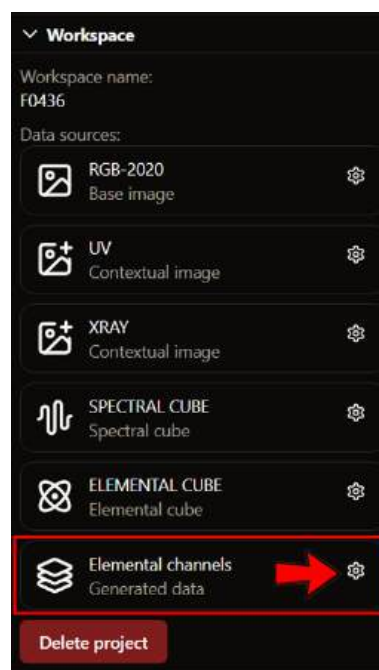 Workspace
Workspace name:
F0436
Data sources:
RGB-2020
Base image
UV
Contextual image
XRAY
Contextual image
SPECTRAL CUBE
Spectral cube
ELEMENTAL CUBE
Elemental cube
Elemental channels
Generated data
Delete project